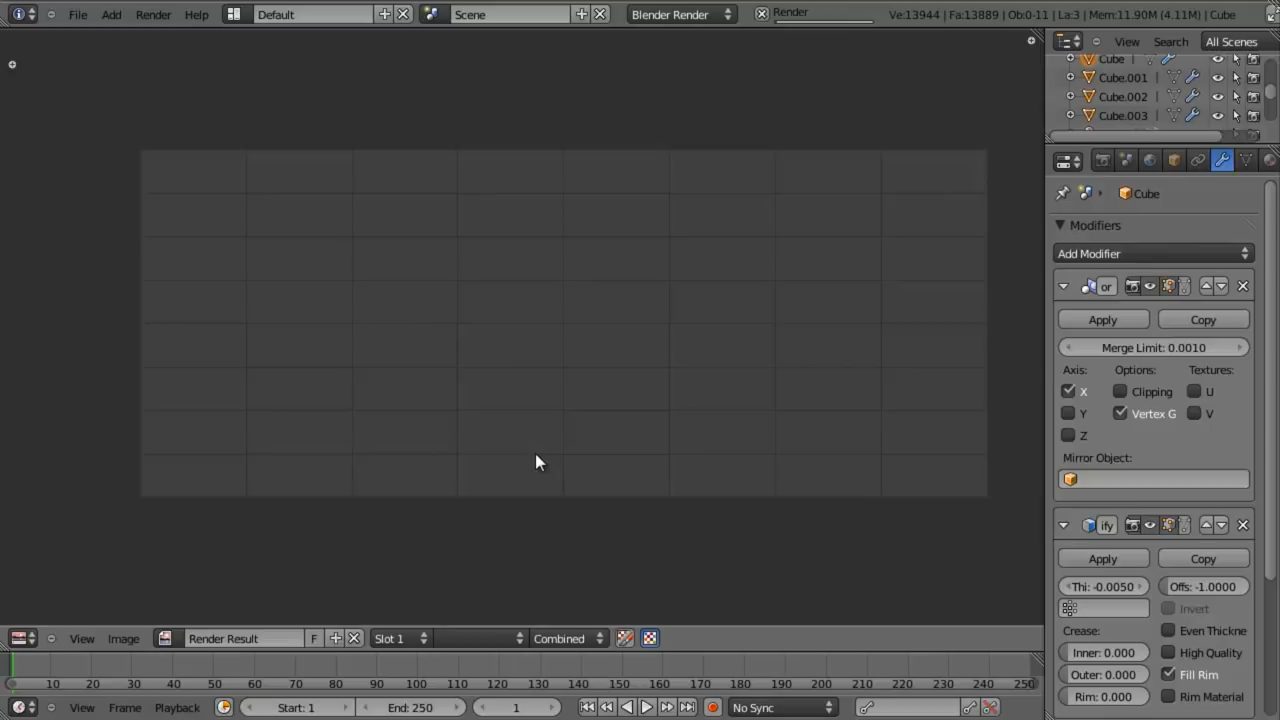 File Add Render Help Default Scene Blender Render Render Ve:13944 | Fa:13889 | Ob:0-11 | La:3 | Mem:11.90M (4.11M) | Cube
View Search All Scenes
Cube
Cube.001
Cube.002
Cube.003
Cube
Modifiers
Add Modifier
or
Apply Copy
Merge Limit: 0.0010
Axis: Options: Textures:
X Clipping U
Y Vertex G V
Z
Mirror Object:
ify
Apply Copy
Thi: -0.0050 Offs: -1.0000
Invert
Crease: Even Thickne
Inner: 0.000 High Quality
Outer: 0.000 Fill Rim
Rim: 0.000 Rim Material
View Image Render Result F Slot 1 Combined
10 20 30 40 50 60 70 80 90 100 110 120 130 140 150 160 170 180 190 200 210 220 230 240 250
View Frame Playback Start: 1 End: 250 1 No Sync